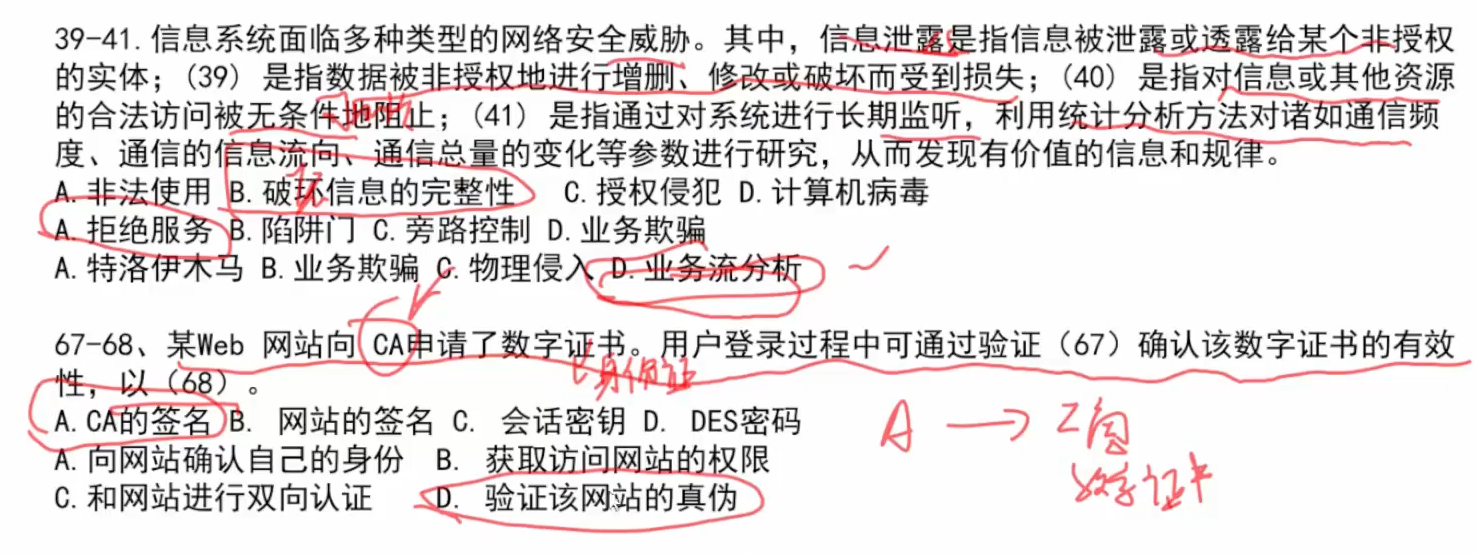 39-41.信息系统面临多种类型的网络安全威胁。其中，信息泄露是指信息被泄露或透露给某个非授权
的实体；(39) 是指数据被非授权地进行增删、修改或破坏而受到损失；(40) 是指对信息或其他资源
的合法访问被无条件地阻止；(41) 是指通过对系统进行长期监听，利用统计分析方法对诸如通信频
度、通信的信息流向、通信总量的变化等参数进行研究，从而发现有价值的信息和规律。
A.非法使用 B.破环信息的完整性 C.授权侵犯 D.计算机病毒
A.拒绝服务 B.陷阱门 C.旁路控制 D.业务欺骗
A.特洛伊木马 B.业务欺骗 C.物理侵入 D.业务流分析
67-68、某Web 网站向 CA申请了数字证书。用户登录过程中可通过验证（67）确认该数字证书的有效
性，以（68）。
身份证
A.CA的签名 B. 网站的签名 C. 会话密钥 D. DES密码
A.向网站确认自己的身份 B. 获取访问网站的权限
C.和网站进行双向认证 D. 验证该网站的真伪
A
数字证书